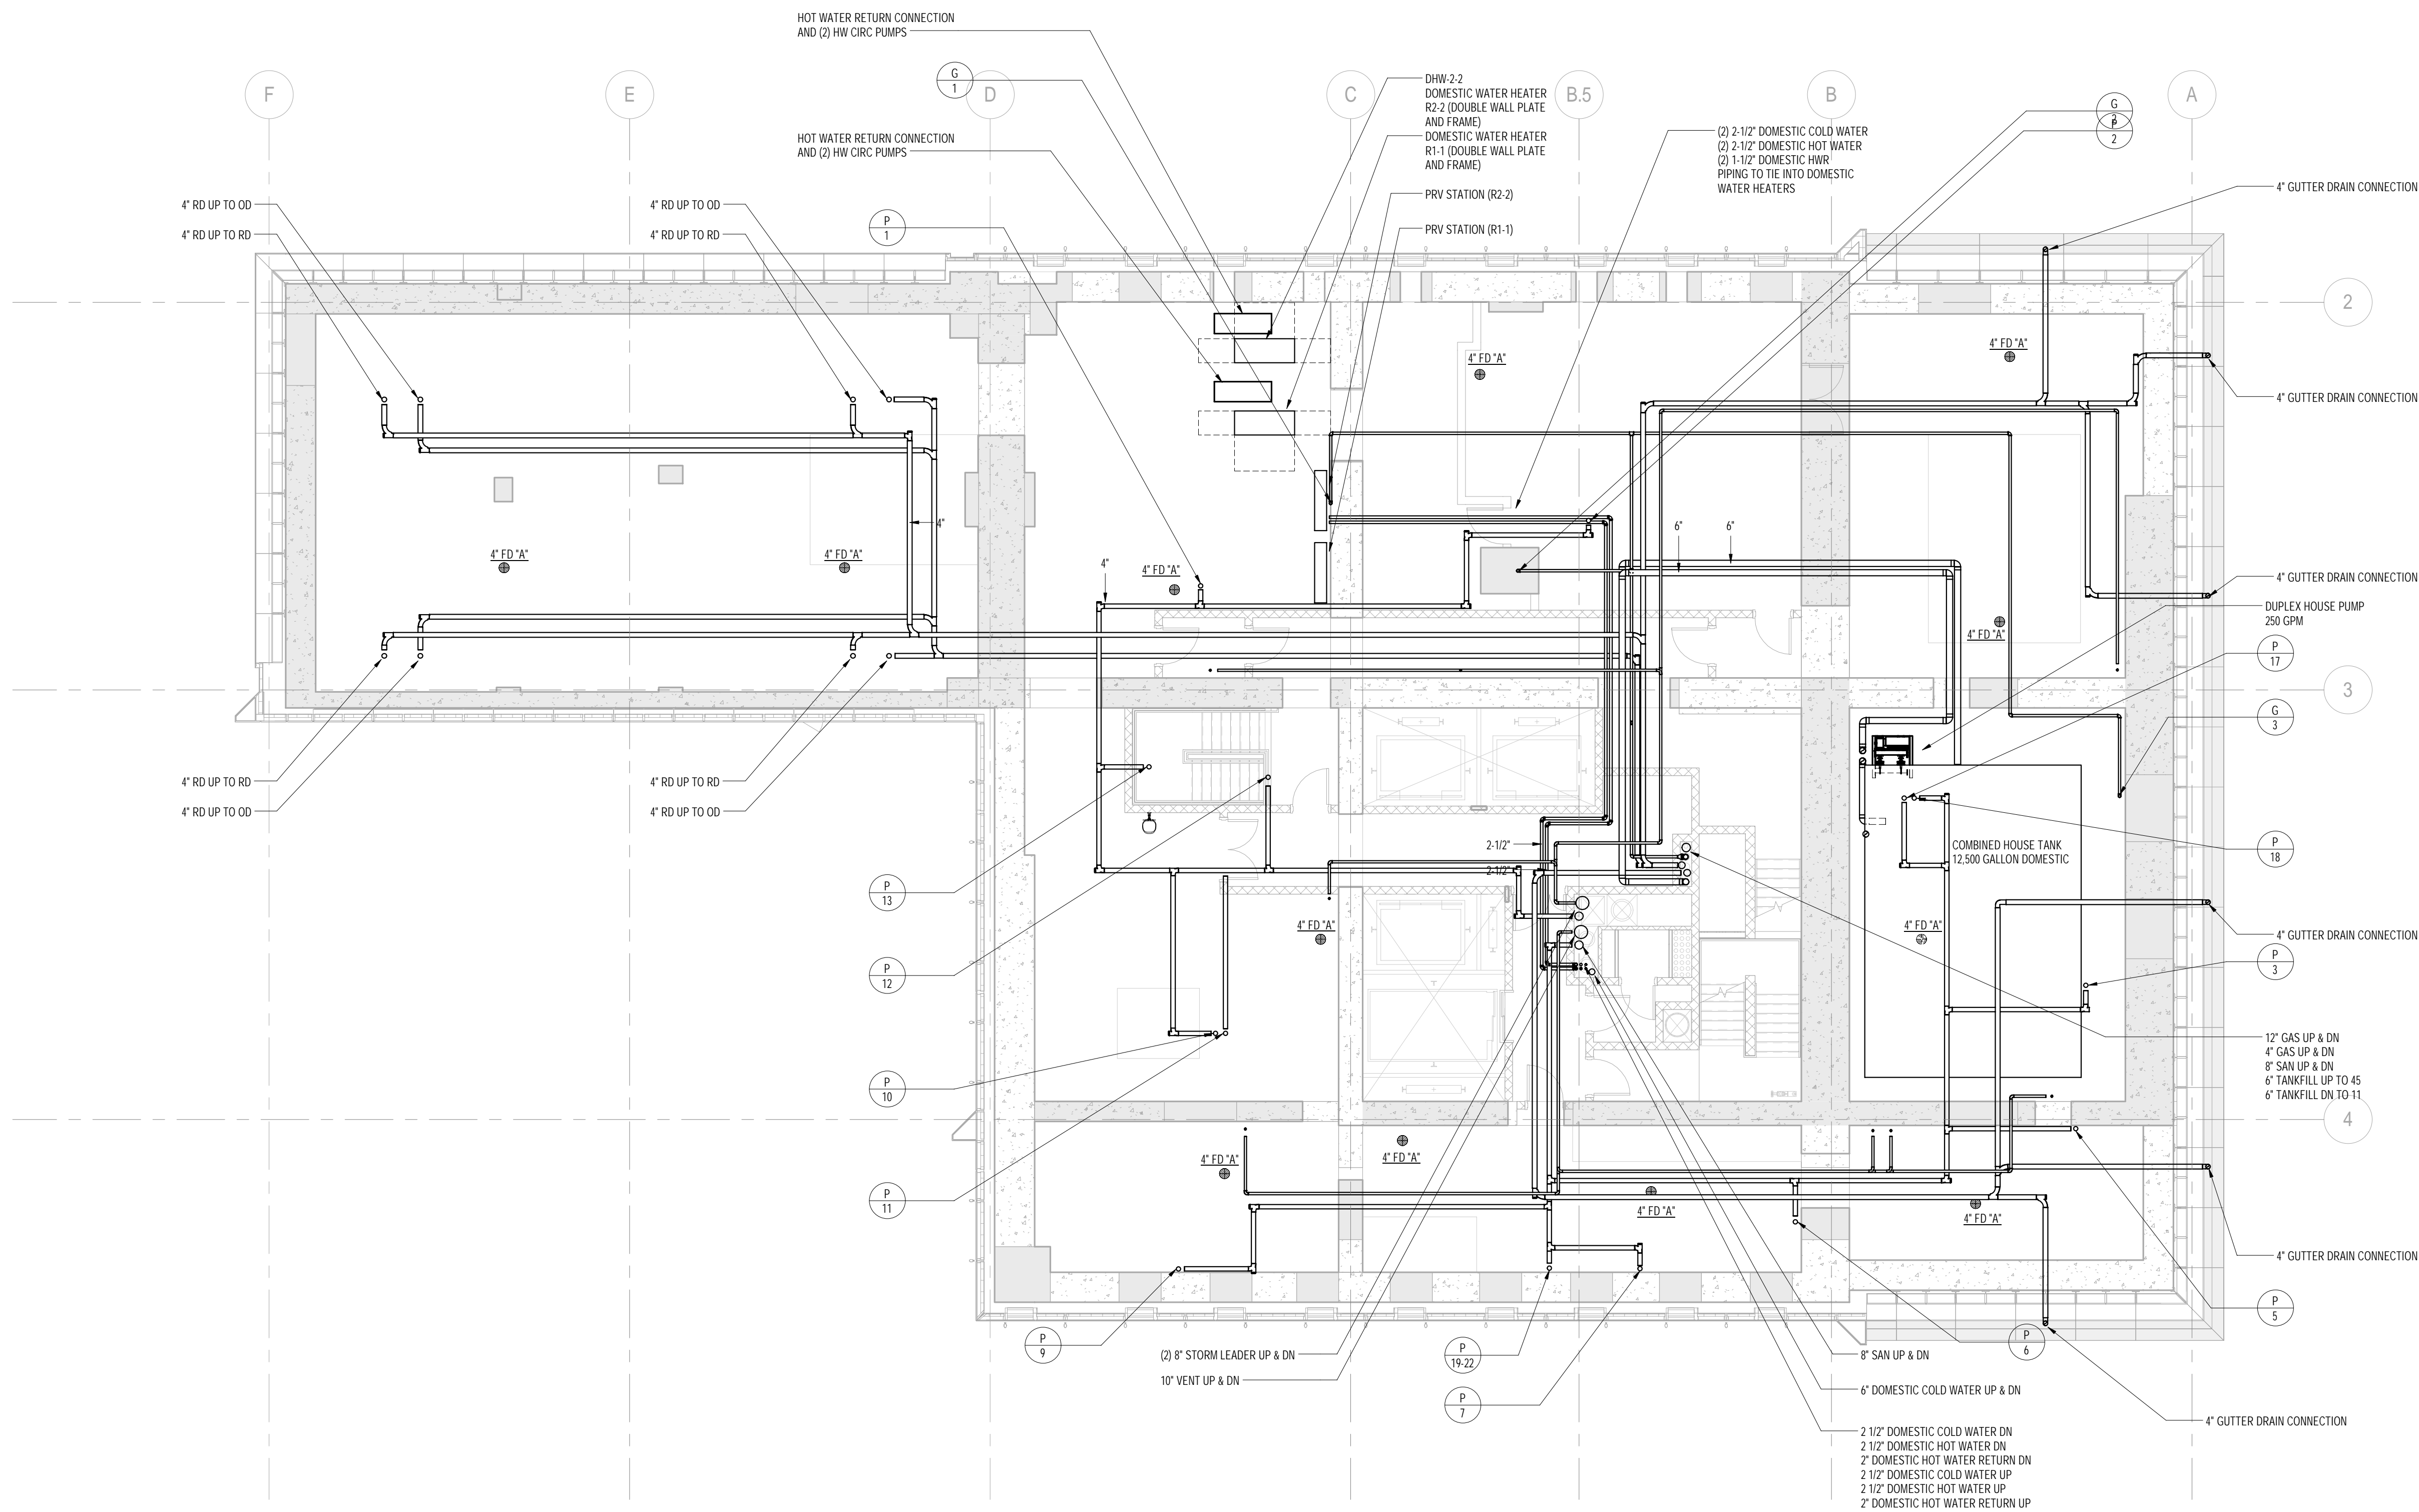 HOT WATER RETURN CONNECTION
AND (2) HW CIRC PUMPS
G
1
F
E
D
C
B.5
B
A
DHW-2-2
DOMESTIC WATER HEATER
R2-2 (DOUBLE WALL PLATE
AND FRAME)
DOMESTIC WATER HEATER
R1-1 (DOUBLE WALL PLATE
AND FRAME)
HOT WATER RETURN CONNECTION
AND (2) HW CIRC PUMPS
(2) 2-1/2" DOMESTIC COLD WATER
(2) 2-1/2" DOMESTIC HOT WATER
(2) 1-1/2" DOMESTIC HWR
PIPING TO TIE INTO DOMESTIC
WATER HEATERS
G
P
2
4" GUTTER DRAIN CONNECTION
PRV STATION (R2-2)
PRV STATION (R1-1)
4" RD UP TO OD
4" RD UP TO RD
4" RD UP TO OD
4" RD UP TO RD
P
1
2
4" FD "A"
4" FD "A"
4" GUTTER DRAIN CONNECTION
4"
6"
6"
4" FD "A"
4" FD "A"
4"
4" FD "A"
4" GUTTER DRAIN CONNECTION
DUPLEX HOUSE PUMP
250 GPM
4" FD "A"
P
17
3
G
3
4" RD UP TO RD
4" RD UP TO OD
4" RD UP TO RD
4" RD UP TO OD
2-1/2"
2-1/2"
COMBINED HOUSE TANK
12,500 GALLON DOMESTIC
P
18
P
13
4" FD "A"
4" FD "A"
4" GUTTER DRAIN CONNECTION
P
3
P
12
12" GAS UP & DN
4" GAS UP & DN
8" SAN UP & DN
6" TANKFILL UP TO 45
6" TANKFILL DN TO 11
P
10
4
4" FD "A"
4" FD "A"
P
11
4" FD "A"
4" FD "A"
4" GUTTER DRAIN CONNECTION
P
5
P
9
(2) 8" STORM LEADER UP & DN
10" VENT UP & DN
P
19-22
P
7
8" SAN UP & DN
P
6
6" DOMESTIC COLD WATER UP & DN
4" GUTTER DRAIN CONNECTION
2 1/2" DOMESTIC COLD WATER DN
2 1/2" DOMESTIC HOT WATER DN
2" DOMESTIC HOT WATER RETURN DN
2 1/2" DOMESTIC COLD WATER UP
2 1/2" DOMESTIC HOT WATER UP
2" DOMESTIC HOT WATER RETURN UP